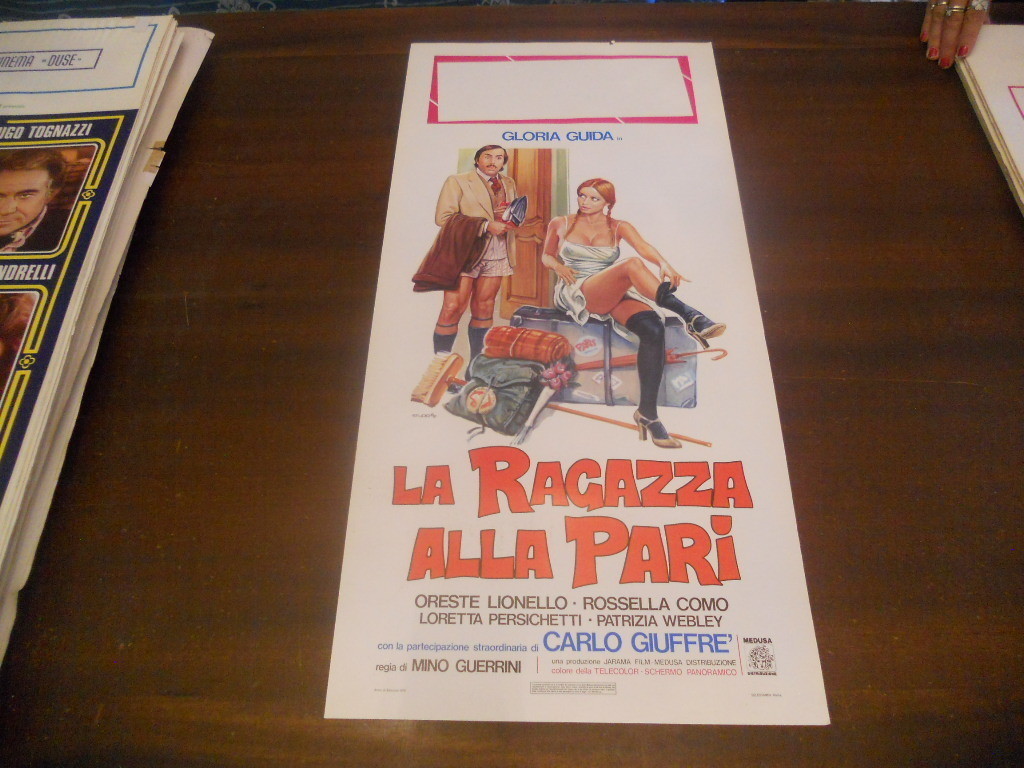 NEMA -DUSE-
UGO TOGNAZZI
NDRELLI
GLORIA GUIDA in
LA RAGAZZA
ALLA PARI
ORESTE LIONELLO · ROSSELLA COMO
LORETTA PERSICHETTI · PATRIZIA WEBLEY
con la partecipazione straordinaria di CARLO GIUFFRE'
regia di MINO GUERRINI
una produzione JARAMA FILM MEDUSA DISTRIBUZIONE
colore della TELECOLOR - SCHERMO PANORAMICO
MEDUSA